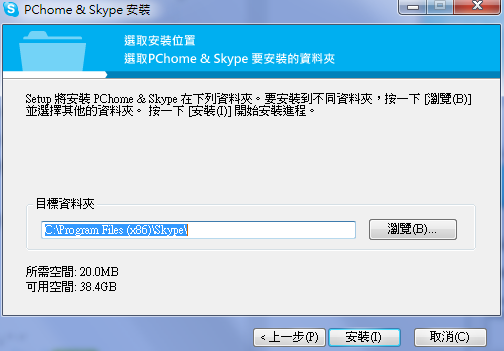 PChome & Skype 安裝
選取安裝位置
選取PChome & Skype 要安裝的資料夾
Setup 將安裝 PChome & Skype 在下列資料夾。要安裝到不同資料夾，按一下 [瀏覽(B)]
並選擇其他的資料夾。 按一下 [安裝(I)] 開始安裝進程。
目標資料夾
C:\Program Files (x86)\Skype\
瀏覽(B)...
所需空間: 20.0MB
可用空間: 38.4GB
< 上一步(P)
安裝(I)
取消(C)